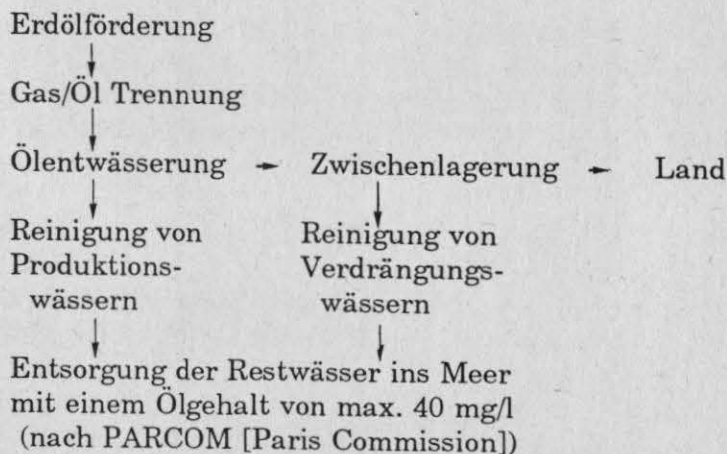 Erdölförderung
Gas/Öl Trennung
Ölentwässerung
Zwischenlagerung
Land
Reinigung von
Produktions-
wässern
Reinigung von
Verdrängungs-
wässern
Entsorgung der Restwässer ins Meer
mit einem Ölgehalt von max. 40 mg/l
(nach PARCOM [Paris Commission])